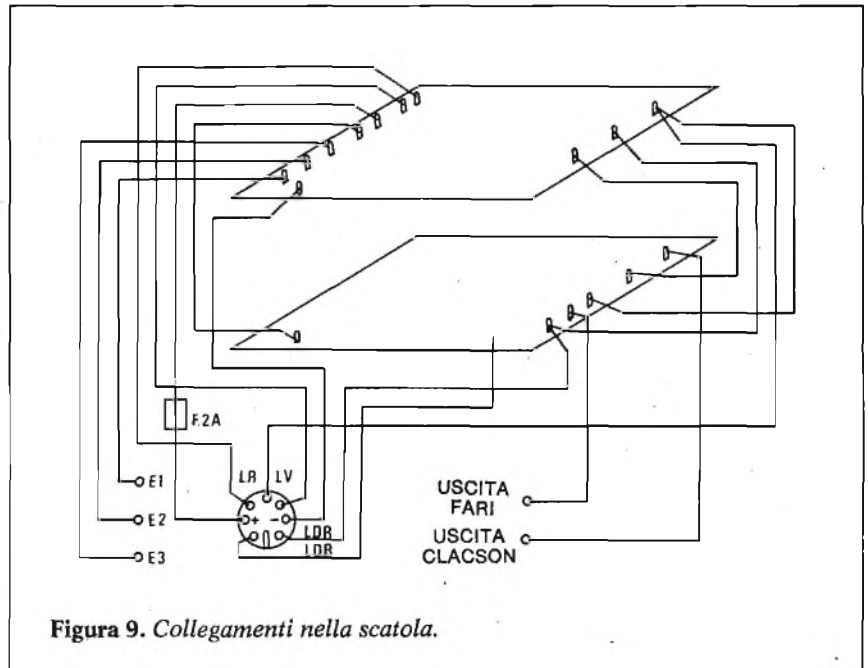 F.2A
E1
LR LV
E2
+ −
LDR
LDR
E3
USCITA
FARI
USCITA
CLACSON
Figura 9. Collegamenti nella scatola.